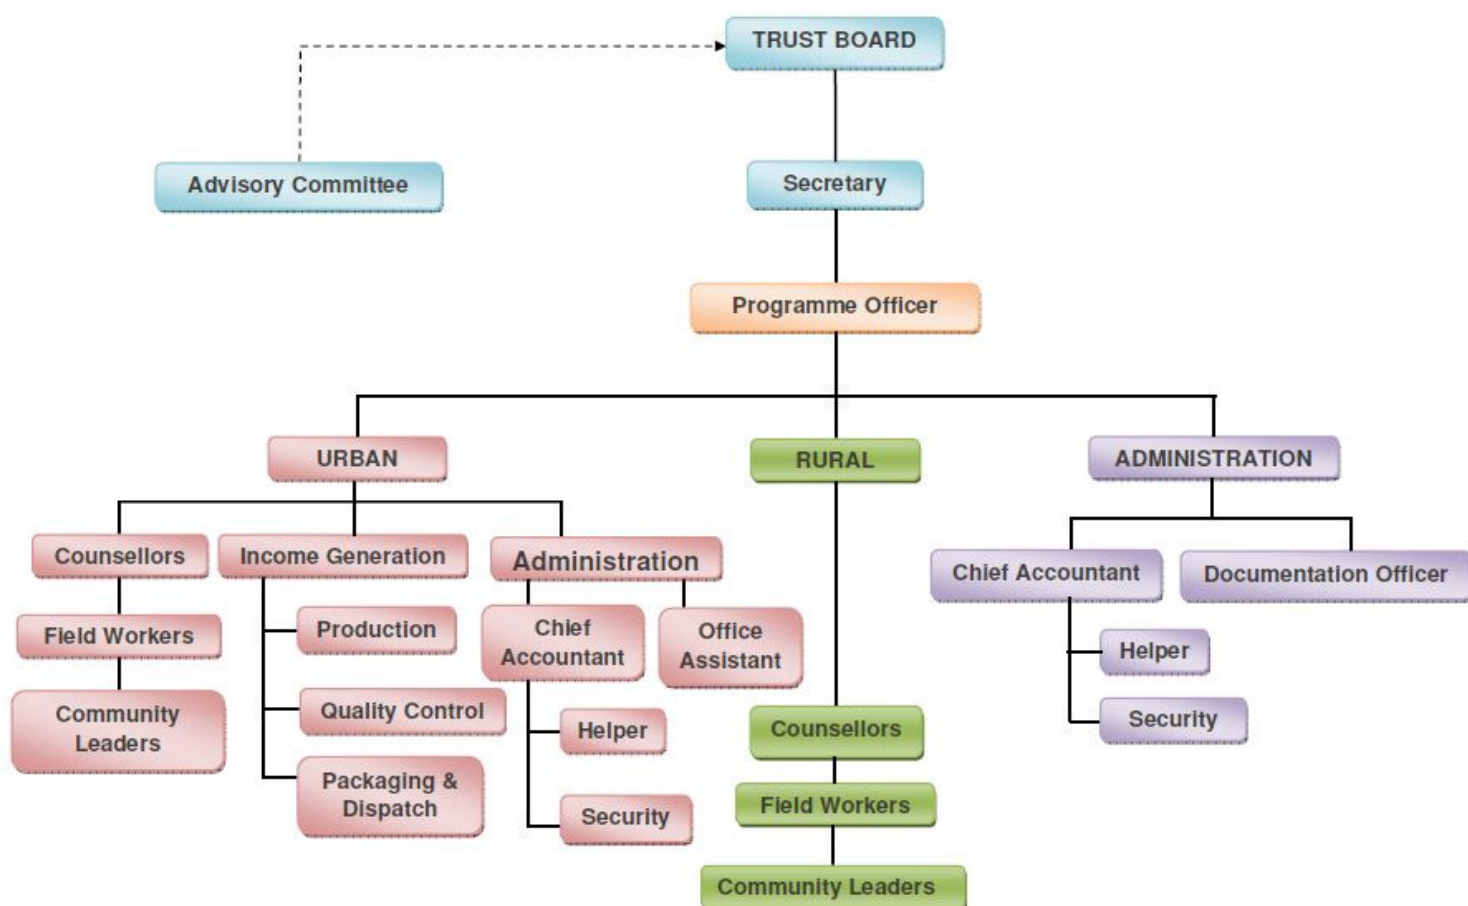 TRUST BOARD
Advisory Committee
Secretary
Programme Officer
URBAN
RURAL
ADMINISTRATION
Counsellors
Income Generation
Administration
Chief Accountant
Documentation Officer
Field Workers
Production
Chief
Accountant
Office
Assistant
Helper
Community
Leaders
Quality Control
Helper
Counsellors
Security
Packaging &
Dispatch
Security
Field Workers
Community Leaders